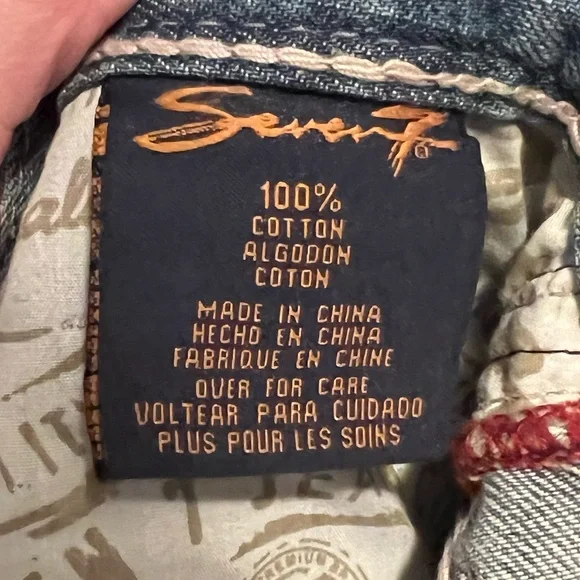 Seven7®
100%
COTTON
ALGODON
COTON
MADE IN CHINA
HECHO EN CHINA
FABRIQUE EN CHINE
OVER FOR CARE
VOLTEAR PARA CUIDADO
PLUS POUR LES SOINS
PREMIUM